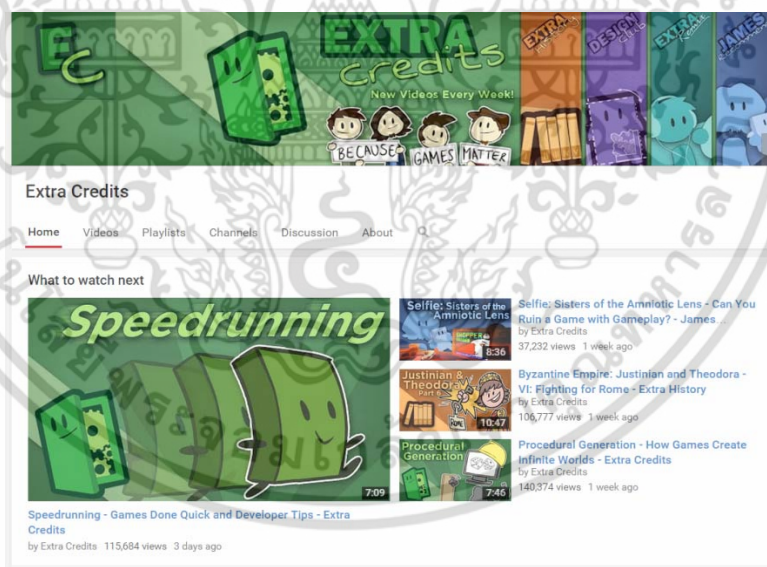 EC
EXTRA
credits
New Videos Every Week!
BECAUSE GAMES MATTER
EXTRA
DESIGN
EXTRA
Remix
JAMES
Extra Credits
Home Videos Playlists Channels Discussion About
What to watch next
Speedrunning
7:09
Speedrunning - Games Done Quick and Developer Tips - Extra
Credits
by Extra Credits 115,684 views 3 days ago
Selfie: Sisters of the
Amniotic Lens
8:36
Selfie: Sisters of the Amniotic Lens - Can You
Ruin a Game with Gameplay? - James...
by Extra Credits
37,232 views 1 week ago
Justinian &
Theodora
Part 6
10:47
Byzantine Empire: Justinian and Theodora -
VI: Fighting for Rome - Extra History
by Extra Credits
106,777 views 1 week ago
Procedural
Generation
7:46
Procedural Generation - How Games Create
Infinite Worlds - Extra Credits
by Extra Credits
140,374 views 1 week ago